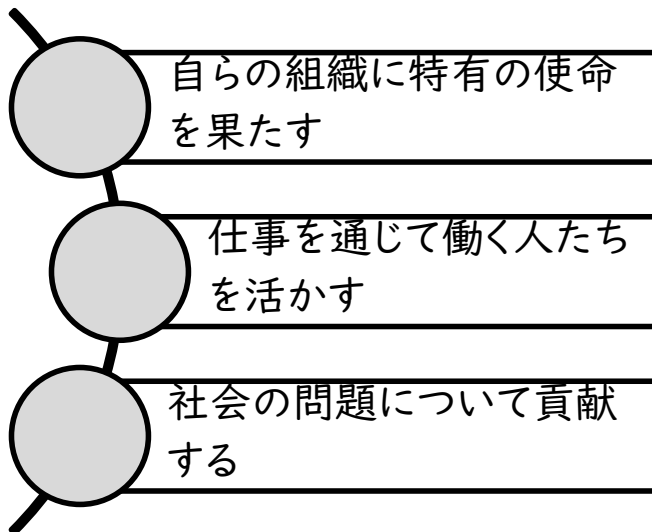 自らの組織に特有の使命
を果たす
仕事を通じて働く人たち
を活かす
社会の問題について貢献
する